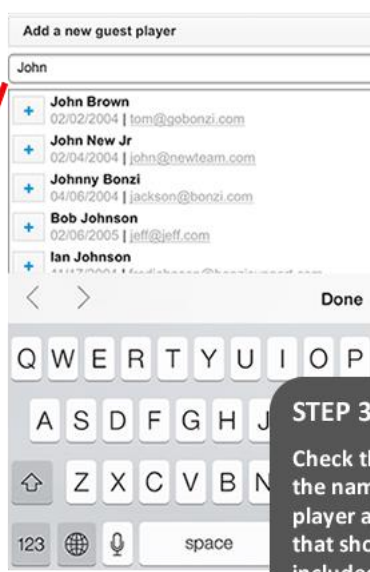 Add a new guest player
John
+ John Brown
02/02/2004 | tom@gobonzi.com
+ John New Jr
02/04/2004 | john@newteam.com
+ Johnny Bonzi
04/06/2004 | jackson@bonzi.com
+ Bob Johnson
02/06/2005 | jeff@jeff.com
+ Ian Johnson
< > Done
Q W E R T Y U I O P
A S D F G H J
Z X C V B N
123 space
STEP 3
Check th
the nam
player a
that sho